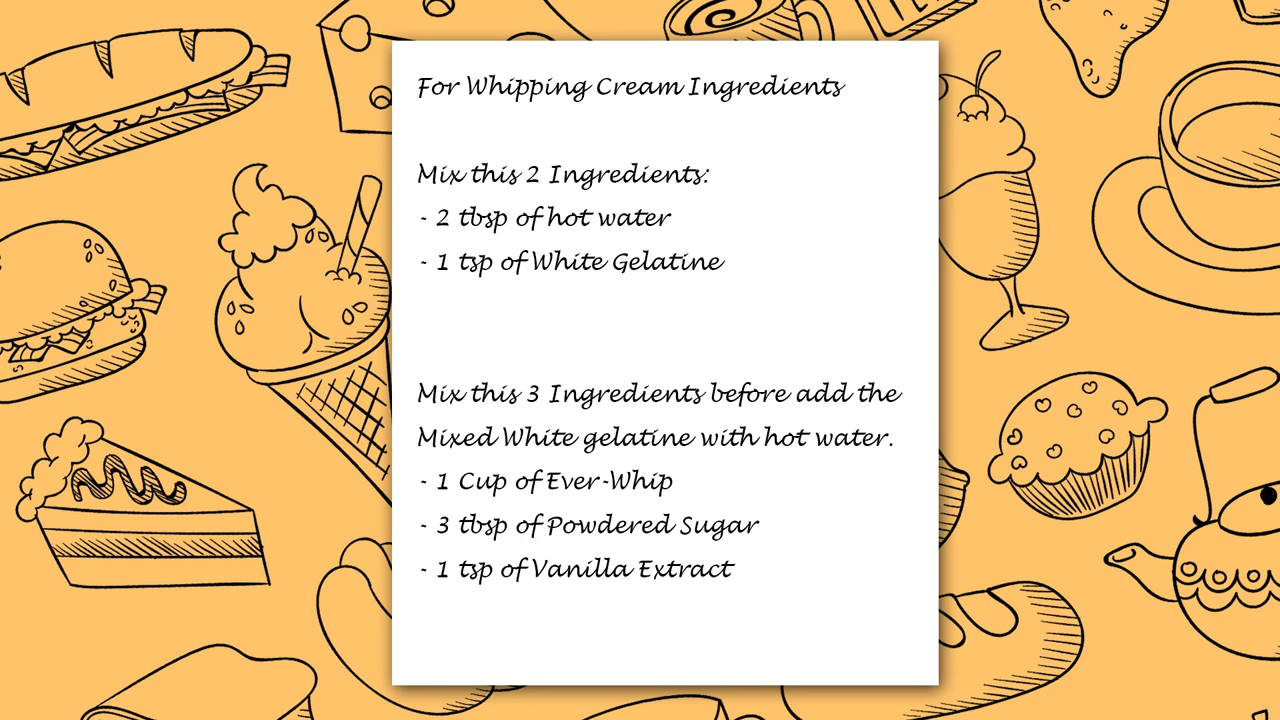 For Whipping Cream Ingredients
Mix this 2 Ingredients:
- 2 tbsp of hot water
- 1 tsp of White Gelatine
Mix this 3 Ingredients before add the
Mixed White gelatine with hot water.
- 1 Cup of Ever-Whip
- 3 tbsp of Powdered Sugar
- 1 tsp of Vanilla Extract